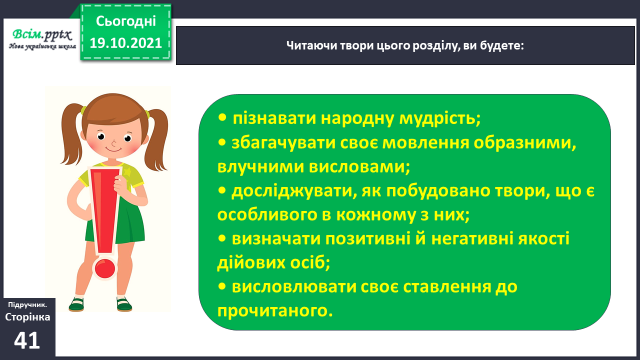 Всім.pptx
Нова українська школа
Сьогодні
19.10.2021
Читаючи твори цього розділу, ви будете:
• пізнавати народну мудрість;
• збагачувати своє мовлення образними,
влучними висловами;
• досліджувати, як побудовано твори, що є
особливого в кожному з них;
• визначати позитивні й негативні якості
дійових осіб;
• висловлювати своє ставлення до
прочитаного.
Підручник.
Сторінка
41